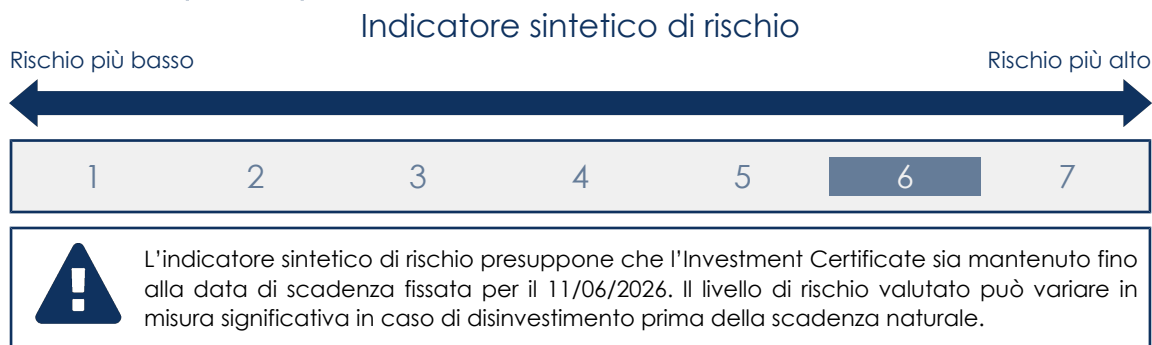 Indicatore sintetico di rischio
Rischio più basso
Rischio più alto
1 2 3 4 5 6 7
L'indicatore sintetico di rischio presuppone che l'Investment Certificate sia mantenuto fino
alla data di scadenza fissata per il 11/06/2026. Il livello di rischio valutato può variare in
misura significativa in caso di disinvestimento prima della scadenza naturale.